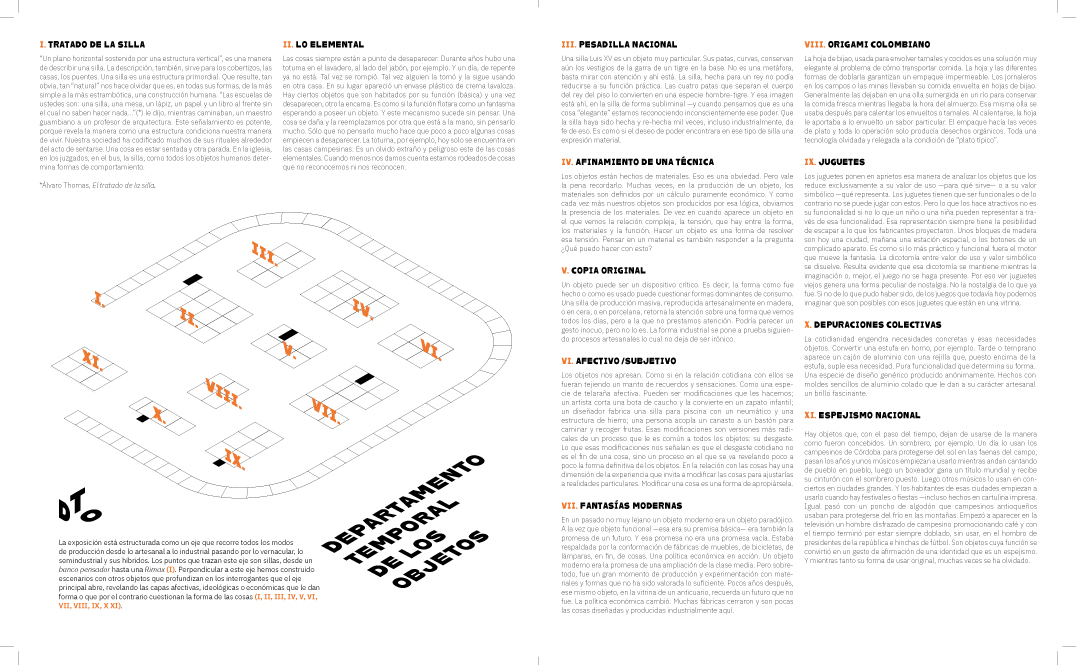 I. TRATADO DE LA SILLA
"Un plano horizontal sostenido por una estructura vertical", es una manera
de describir una silla. La descripción, también, sirve para los cobertizos, las
casas, los puentes. Una silla es una estructura primordial. Que resulte, tan
obvia, tan "natural" nos hace olvidar que es, en todas sus formas, de la más
simple a la más estrambótica, una construcción humana. "Las escuelas de
ustedes son: una silla, una mesa, un lápiz, un papel y un libro al frente sin
el cual no saben hacer nada..."(*) le dijo, mientras caminaban, un maestro
guambiano a un profesor de arquitectura. Este señalamiento es potente,
porque revela la manera como una estructura condiciona nuestra manera
de vivir. Nuestra sociedad ha codificado muchos de sus rituales alrededor
del acto de sentarse. Una cosa es estar sentada y otra parada. En la iglesia,
en los juzgados, en el bus, la silla, como todos los objetos humanos deter-
mina formas de comportamiento.
*Álvaro Thomas, El tratado de la silla.
II. LO ELEMENTAL
Las cosas siempre están a punto de desaparecer: Durante años hubo una
totuma en el lavadero, al lado del jabón, por ejemplo. Y un día, de repente
ya no está. Tal vez se rompió. Tal vez alguien la tomó y la sigue usando
en otra casa. En su lugar apareció un envase plástico de crema lavaloza.
Hay ciertos objetos que son habitados por su función (básica) y una vez
desaparecen, otro la encarna. Es como si la función flotara como un fantasma
esperando a poseer un objeto. Y este mecanismo sucede sin pensar. Una
cosa se daña y la reemplazamos por otra que está a la mano, sin pensarlo
mucho. Sólo que no pensarlo mucho hace que poco a poco algunas cosas
empiecen a desaparecer. La totuma, por ejemplo, hoy solo se encuentra en
las casas campesinas. Es un olvido extraño y peligroso este de las cosas
elementales. Cuando menos nos damos cuenta estamos rodeados de cosas
que no reconocemos ni nos reconocen.
III.
I.
II.
IV.
V.
VI.
XI.
VIII.
VII.
X.
IX.
DTO
DEPARTAMENTO
TEMPORAL
DE LOS
OBJETOS
La exposición está estructurada como un eje que recorre todos los modos
de producción desde lo artesanal a lo industrial pasando por lo vernacular, lo
semindustrial y sus híbridos. Los puntos que trazan este eje son sillas, desde un
banco pensador hasta una Rimax (I). Perpendicular a este eje hemos construido
escenarios con otros objetos que profundizan en los interrogantes que el eje
principal abre, revelando las capas afectivas, ideológicas o económicas que le dan
forma o que por el contrario cuestionan la forma de las cosas (I, II, III, IV, V, VI,
VII, VIII, IX, X XI).
III. PESADILLA NACIONAL
Una silla Luis XV es un objeto muy particular. Sus patas, curvas, conservan
aún los vestigios de la garra de un tigre en la base. No es una metáfora,
basta mirar con atención y ahí está. La silla, hecha para un rey no podía
reducirse a su función práctica. Las cuatro patas que separan el cuerpo
del rey del piso lo convierten en una especie hombre-tigre. Y esa imagen
está ahí, en la silla, de forma subliminal —y cuando pensamos que es una
cosa "elegante" estamos reconociendo inconscientemente ese poder. Que
la silla haya sido hecha y re-hecha mil veces, incluso industrialmente, da
fe de eso. Es como si el deseo de poder encontrara en ese tipo de silla una
expresión material.
IV. AFINAMIENTO DE UNA TÉCNICA
Los objetos están hechos de materiales. Eso es una obviedad. Pero vale
la pena recordarlo. Muchas veces, en la producción de un objeto, los
materiales son definidos por un cálculo puramente económico. Y como
cada vez más nuestros objetos son producidos por esa lógica, obviamos
la presencia de los materiales. De vez en cuando aparece un objeto en
el que vemos la relación compleja, la tensión, que hay entre la forma,
los materiales y la función. Hacer un objeto es una forma de resolver
esa tensión. Pensar en un material es también responder a la pregunta
¿Qué puedo hacer con esto?
V. COPIA ORIGINAL
Un objeto puede ser un dispositivo crítico. Es decir, la forma como fue
hecho o como es usado puede cuestionar formas dominantes de consumo.
Una silla de producción masiva, reproducida artesanalmente en madera,
o en cera, o en porcelana, retorna la atención sobre una forma que vemos
todos los días, pero a la que no prestamos atención. Podría parecer un
gesto inocuo, pero no lo es. La forma industrial se pone a prueba siguien-
do procesos artesanales lo cual no deja de ser irónico.
VI. AFECTIVO /SUBJETIVO
Los objetos nos apresan. Como si en la relación cotidiana con ellos se
fueran tejiendo un manto de recuerdos y sensaciones. Como una espe-
cie de telaraña afectiva. Pueden ser modificaciones que les hacemos;
un artista corta una bota de caucho y la convierte en un zapato infantil;
un diseñador fabrica una silla para piscina con un neumático y una
estructura de hierro; una persona acopla un canasto a un bastón para
caminar y recoger frutas. Esas modificaciones son versiones más radi-
cales de un proceso que le es común a todos los objetos: su desgaste.
Lo que esas modificaciones nos señalan es que el desgaste cotidiano no
es el fin de una cosa, sino un proceso en el que se va revelando poco a
poco la forma definitiva de los objetos. En la relación con las cosas hay una
dimensión de la experiencia que invita a modificar las cosas para ajustarlas
a realidades particulares. Modificar una cosa es una forma de apropiársela.
VII. FANTASÍAS MODERNAS
En un pasado no muy lejano un objeto moderno era un objeto paradójico.
A la vez que objeto funcional —esa era su premisa básica— era también la
promesa de un futuro. Y esa promesa no era una promesa vacía. Estaba
respaldada por la conformación de fábricas de muebles, de bicicletas, de
lámparas, en fin, de cosas. Una política económica en acción. Un objeto
moderno era la promesa de una ampliación de la clase media. Pero sobre-
todo, fue un gran momento de producción y experimentación con mate-
riales y formas que no ha sido valorada lo suficiente. Pocos años después,
ese mismo objeto, en la vitrina de un anticuario, recuerda un futuro que no
fue. La política económica cambió. Muchas fábricas cerraron y son pocas
las cosas diseñadas y producidas industrialmente aquí.
VIII. ORIGAMI COLOMBIANO
La hoja de bijao, usada para envolver tamales y cocidos es una solución muy
elegante al problema de cómo transportar comida. La hoja y las diferentes
formas de doblarla garantizan un empaque impermeable. Los jornaleros
en los campos o las minas llevaban su comida envuelta en hojas de bijao.
Generalmente las dejaban en una olla sumergida en un río para conservar
la comida fresca mientras llegaba la hora del almuerzo. Esa misma olla se
usaba después para calentar los envueltos o tamales. Al calentarse, la hoja
le aportaba a lo envuelto un sabor particular. El empaque hacía las veces
de plato y toda lo operación solo producía desechos orgánicos. Toda una
tecnología olvidada y relegada a la condición de "plato típico".
IX. JUGUETES
Los juguetes ponen en aprietos esa manera de analizar los objetos que los
reduce exclusivamente a su valor de uso —para qué sirve— o a su valor
simbólico —qué representa. Los juguetes tienen que ser funcionales o de lo
contrario no se puede jugar con estos. Pero lo que los hace atractivos no es
su funcionalidad si no lo que un niño o una niña pueden representar a tra-
vés de esa funcionalidad. Esa representación siempre tiene la posibilidad
de escapar a lo que los fabricantes proyectaron. Unos bloques de madera
son hoy una ciudad, mañana una estación espacial, o los botones de un
complicado aparato. Es como si lo más práctico y funcional fuera el motor
que mueve la fantasía. La dicotomía entre valor de uso y valor simbólico
se disuelve. Resulta evidente que esa dicotomía se mantiene mientras la
imaginación o, mejor, el juego no se haga presente. Por eso ver juguetes
viejos genera una forma peculiar de nostalgia. No la nostalgia de lo que ya
fue. Si no de lo que pudo haber sido, de los juegos que todavía hoy podemos
imaginar que son posibles con esos juguetes que están en una vitrina.
X. DEPURACIONES COLECTIVAS
La cotidianidad engendra necesidades concretas y esas necesidades
objetos. Convertir una estufa en horno, por ejemplo. Tarde o temprano
aparece un cajón de aluminio con una rejilla que, puesto encima de la
estufa, suple esa necesidad. Pura funcionalidad que determina su forma.
Una especie de diseño genérico producido anónimamente. Hechos con
moldes sencillos de aluminio colado que le dan a su carácter artesanal
un brillo fascinante.
XI. ESPEJISMO NACIONAL
Hay objetos que, con el paso del tiempo, dejan de usarse de la manera
como fueron concebidos. Un sombrero, por ejemplo. Un día lo usan los
campesinos de Córdoba para protegerse del sol en las faenas del campo,
pasan los años y unos músicos empiezan a usarlo mientras andan cantando
de pueblo en pueblo, luego un boxeador gana un título mundial y recibe
su cinturón con el sombrero puesto. Luego otros músicos lo usan en con-
ciertos en ciudades grandes. Y los habitantes de esas ciudades empiezan a
usarlo cuando hay festivales o fiestas —incluso hechos en cartulina impresa.
Igual pasó con un poncho de algodón que campesinos antioqueños
usaban para protegerse del frío en las montañas. Empezó a aparecer en la
televisión un hombre disfrazado de campesino promocionando café y con
el tiempo terminó por estar siempre doblado, sin usar, en el hombro de
presidentes de la república e hinchas de fútbol. Son objetos cuya función se
convirtió en un gesto de afirmación de una identidad que es un espejismo.
Y mientras tanto su forma de usar original, muchas veces se ha olvidado.